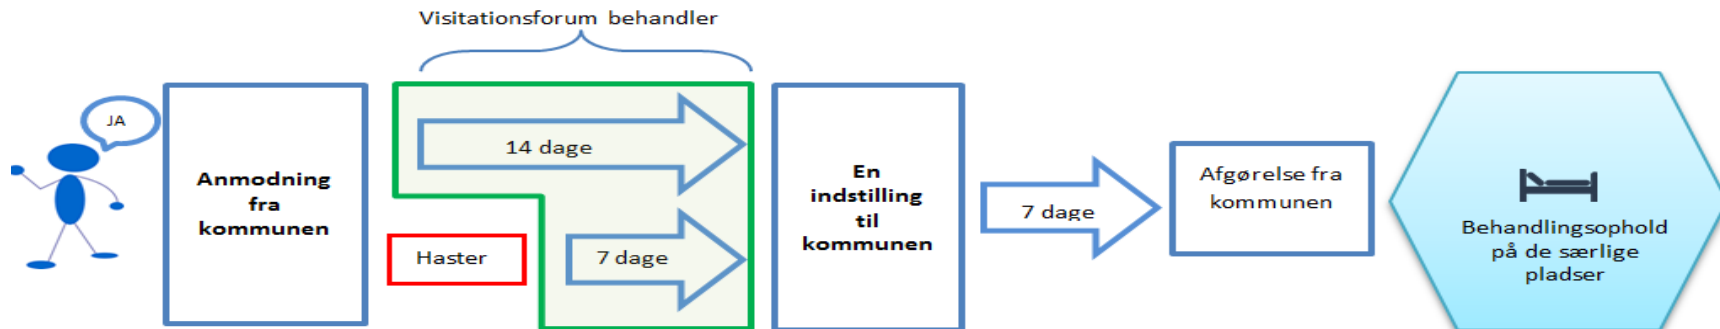 Visitationsforum behandler
JA
Anmodning
fra
kommunen
14 dage
Haster
7 dage
En
indstilling
til
kommunen
7 dage
Afgørelse fra
kommunen
Behandlingsophold
på de særlige
pladser